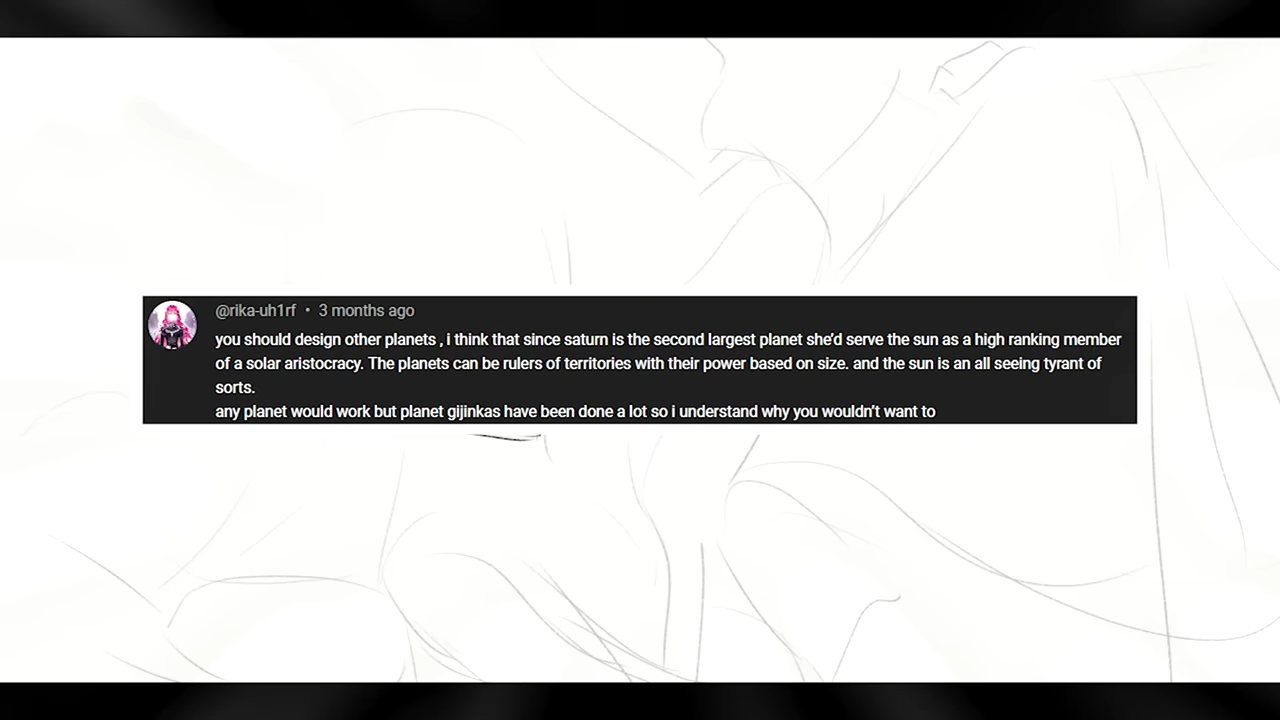 @rika-uh1rf • 3 months ago
you should design other planets , i think that since saturn is the second largest planet she'd serve the sun as a high ranking member
of a solar aristocracy. The planets can be rulers of territories with their power based on size. and the sun is an all seeing tyrant of
sorts.
any planet would work but planet gijinkas have been done a lot so i understand why you wouldn't want to